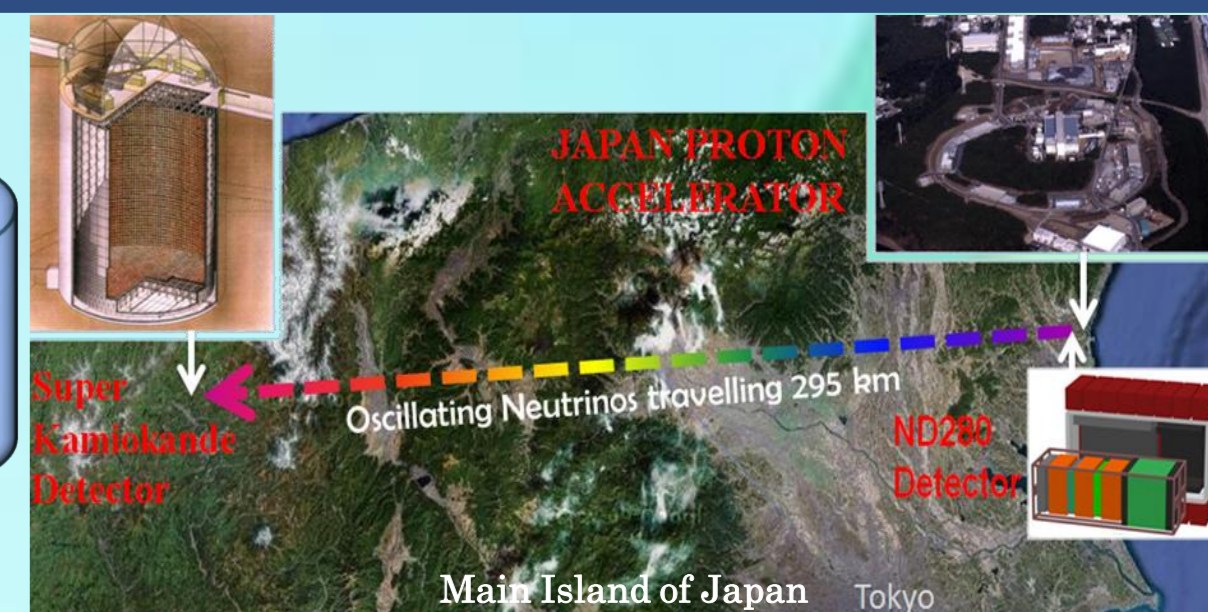 JAPAN PROTON
ACCELERATOR
Oscillating Neutrinos travelling 295 km
Super
Kamiokande
Detector
ND280
Detector
Main Island of Japan
Tokyo